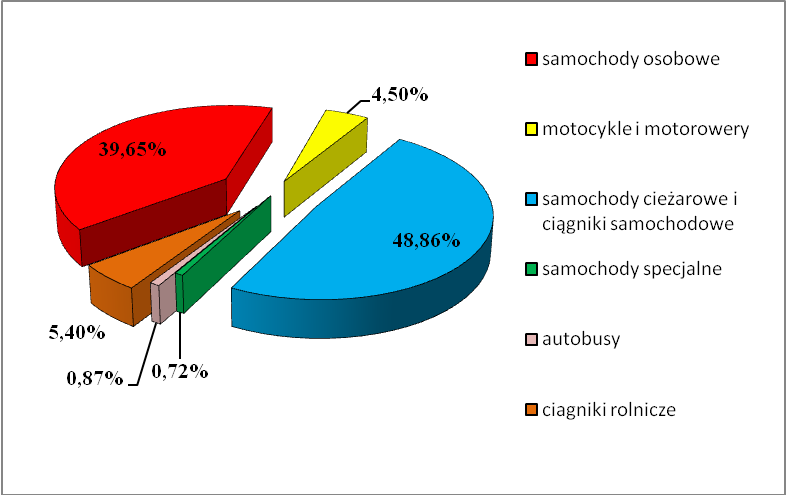 4,50%
39,65%
48,86%
5,40%
0,87%
0,72%
samochody osobowe
motocykle i motorowery
samochody cieżarowe i
ciągniki samochodowe
samochody specjalne
autobusy
ciagniki rolnicze